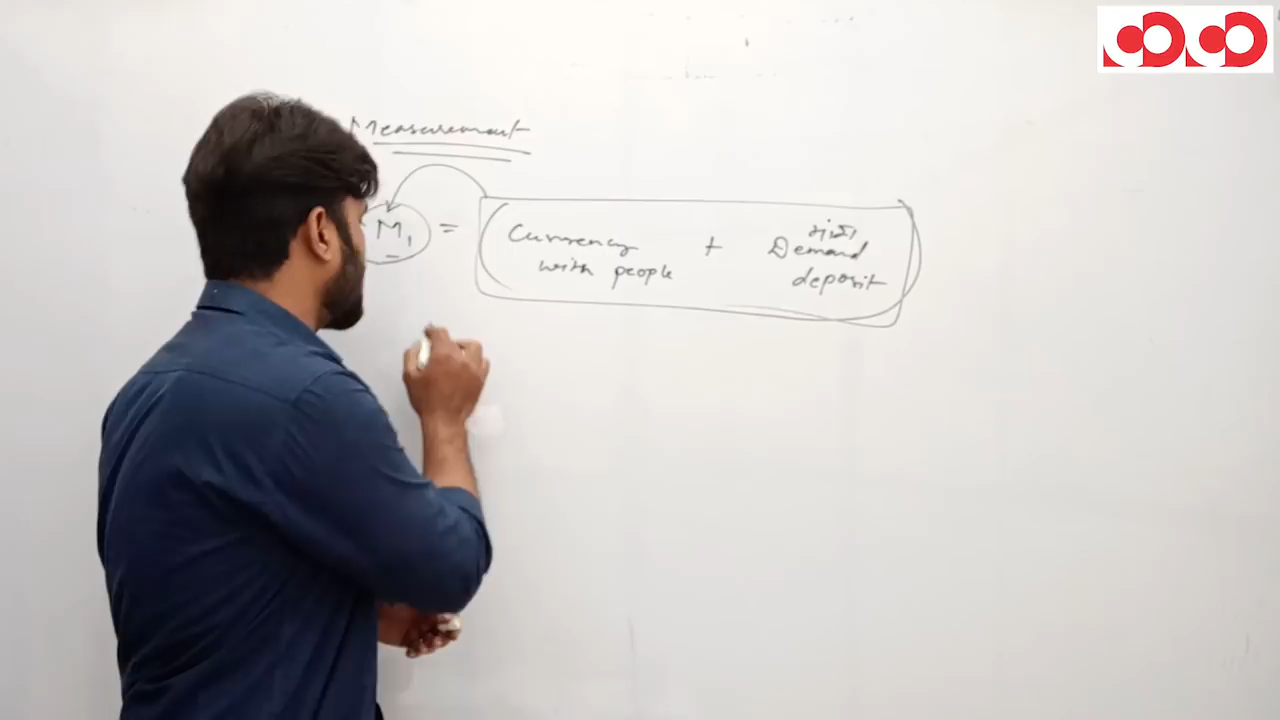 Measurement
M₁ = Currency + Demand
with people deposit